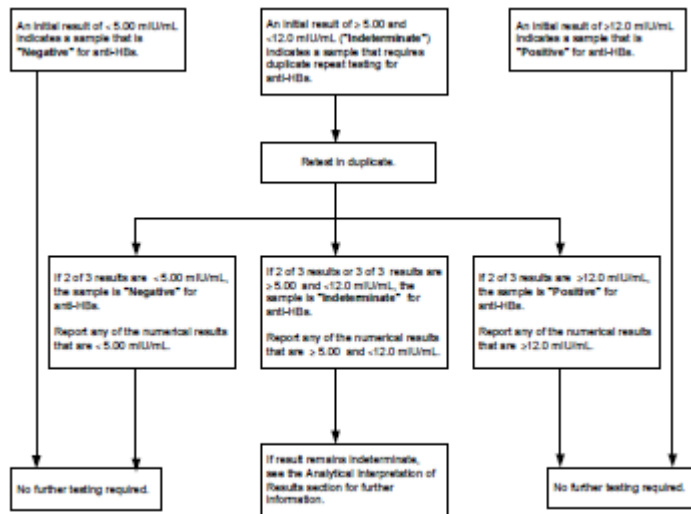 An initial result of < 5.00 mIU/mL
indicates a sample that is
"Negative" for anti-HBs.
An initial result of > 5.00 and
<12.0 mIU/mL ("Indeterminate")
indicates a sample that requires
duplicate repeat testing for
anti-HBs.
An initial result of >12.0 mIU/mL
indicates a sample that is
"Positive" for anti-HBs.
Retest in duplicate.
If 2 of 3 results are < 5.00 mIU/mL,
the sample is "Negative" for
anti-HBs.
Report any of the numerical results
that are < 5.00 mIU/mL.
If 2 of 3 results or 3 of 3 results are
> 5.00 and <12.0 mIU/mL, the
sample is "Indeterminate" for
anti-HBs.
Report any of the numerical results
that are > 5.00 and <12.0 mIU/mL.
If 2 of 3 results are >12.0 mIU/mL,
the sample is "Positive" for
anti-HBs.
Report any of the numerical results
that are >12.0 mIU/mL.
No further testing required.
If result remains indeterminate,
see the Analytical Interpretation of
Results section for further
information.
No further testing required.